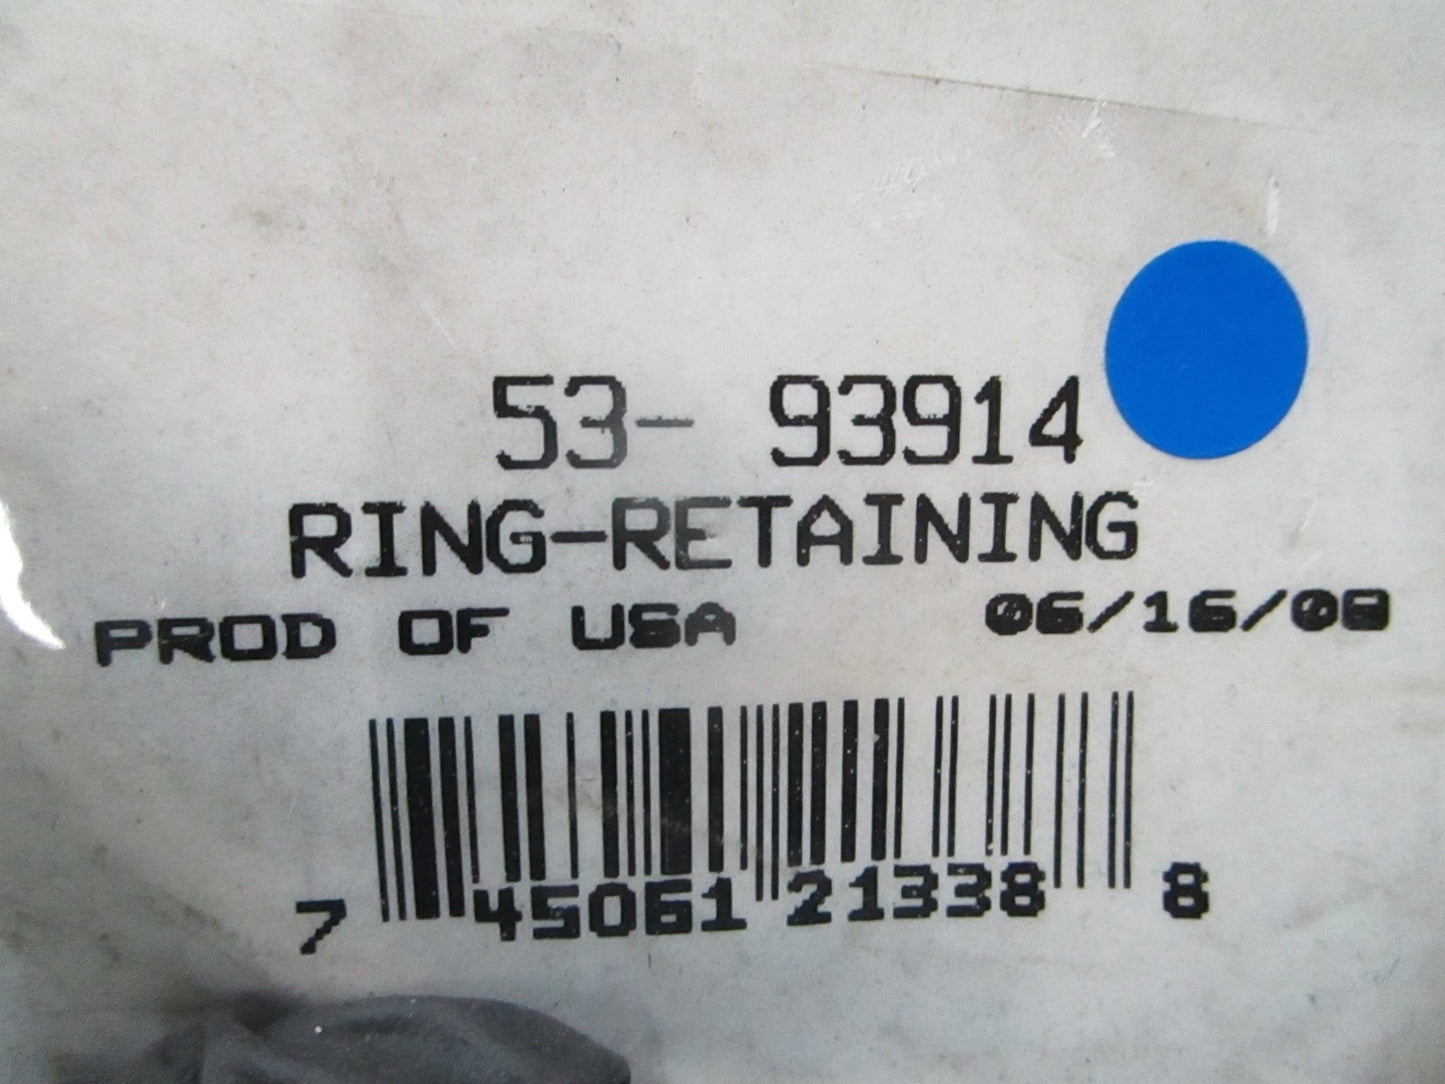 53- 93914
RING-RETAINING
PROD OF USA 06/16/08
7 45061 21338 8